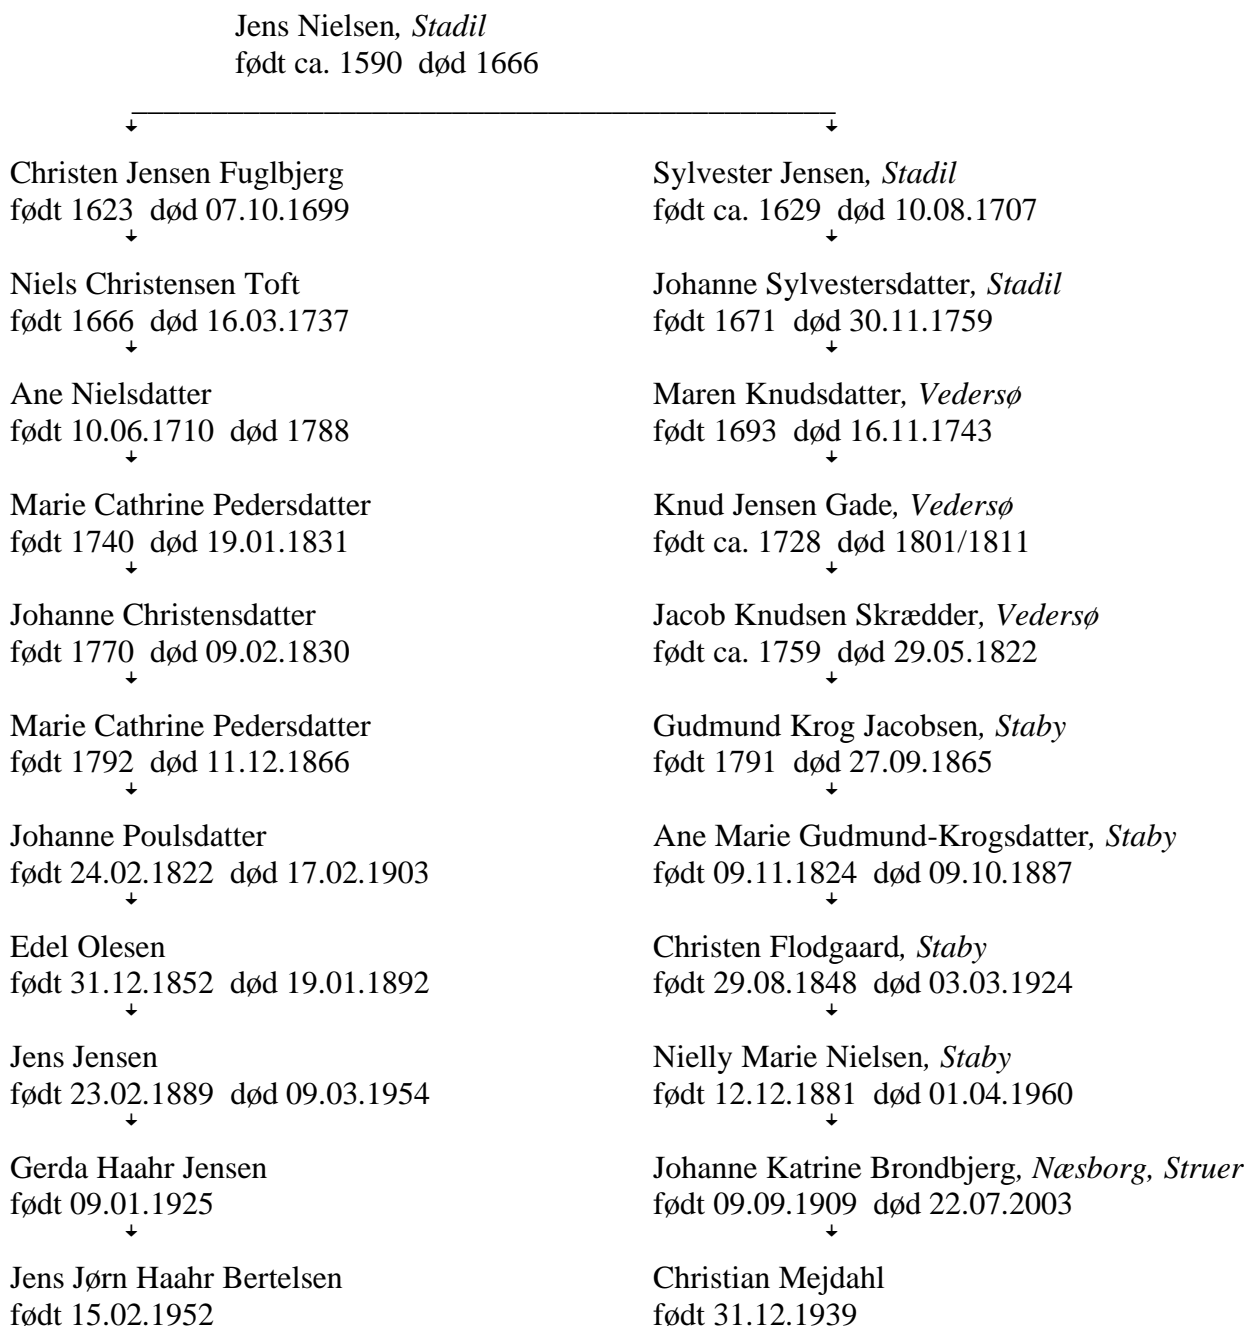 Jens Nielsen, Stadil
født ca. 1590 død 1666
Christen Jensen Fuglbjerg
født 1623 død 07.10.1699
Niels Christensen Toft
født 1666 død 16.03.1737
Ane Nielsdatter
født 10.06.1710 død 1788
Marie Cathrine Pedersdatter
født 1740 død 19.01.1831
Johanne Christensdatter
født 1770 død 09.02.1830
Marie Cathrine Pedersdatter
født 1792 død 11.12.1866
Johanne Poulsdatter
født 24.02.1822 død 17.02.1903
Edel Olesen
født 31.12.1852 død 19.01.1892
Jens Jensen
født 23.02.1889 død 09.03.1954
Gerda Haahr Jensen
født 09.01.1925
Jens Jørn Haahr Bertelsen
født 15.02.1952
Sylvester Jensen, Stadil
født ca. 1629 død 10.08.1707
Johanne Sylvestersdatter, Stadil
født 1671 død 30.11.1759
Maren Knudsdatter, Vedersø
født 1693 død 16.11.1743
Knud Jensen Gade, Vedersø
født ca. 1728 død 1801/1811
Jacob Knudsen Skrædder, Vedersø
født ca. 1759 død 29.05.1822
Gudmund Krog Jacobsen, Staby
født 1791 død 27.09.1865
Ane Marie Gudmund-Krogsdatter, Staby
født 09.11.1824 død 09.10.1887
Christen Flodgaard, Staby
født 29.08.1848 død 03.03.1924
Nielly Marie Nielsen, Staby
født 12.12.1881 død 01.04.1960
Johanne Katrine Brondbjerg, Næsborg, Struer
født 09.09.1909 død 22.07.2003
Christian Mejdahl
født 31.12.1939